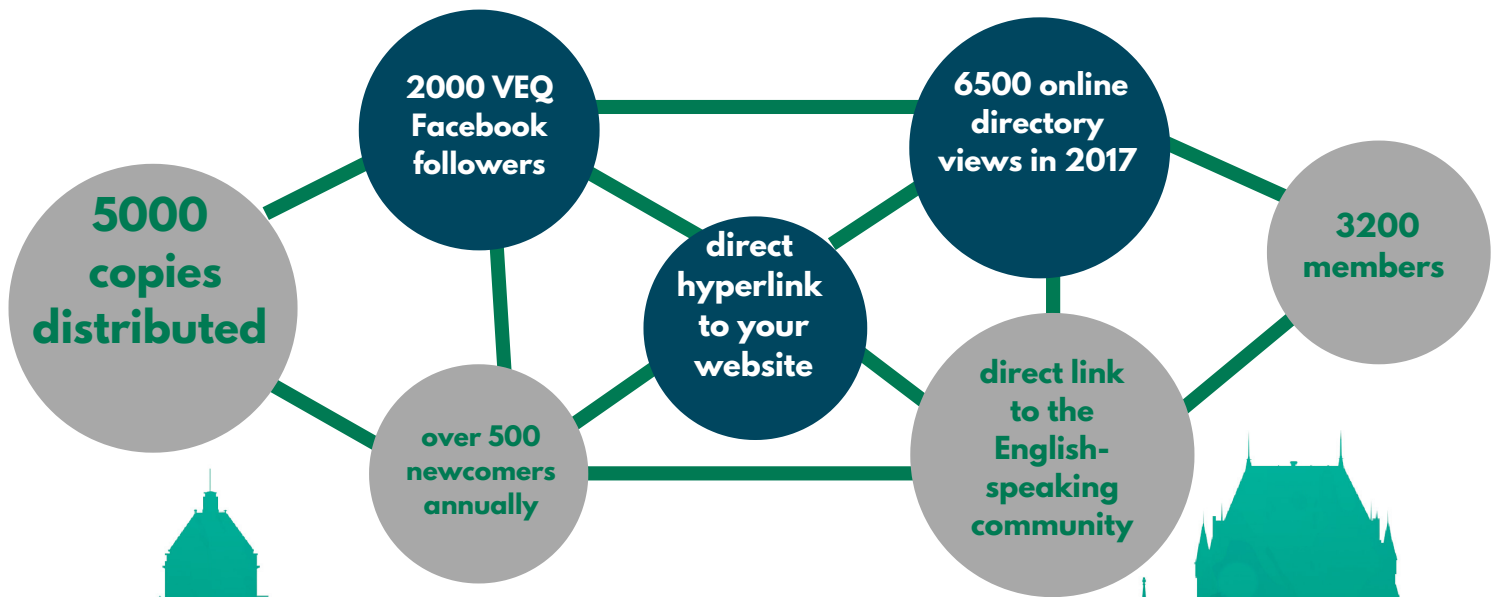 2000 VEQ
Facebook
followers
6500 online
directory
views in 2017
5000
copies
distributed
direct
hyperlink
to your
website
3200
members
over 500
newcomers
annually
direct link
to the
English-
speaking
community